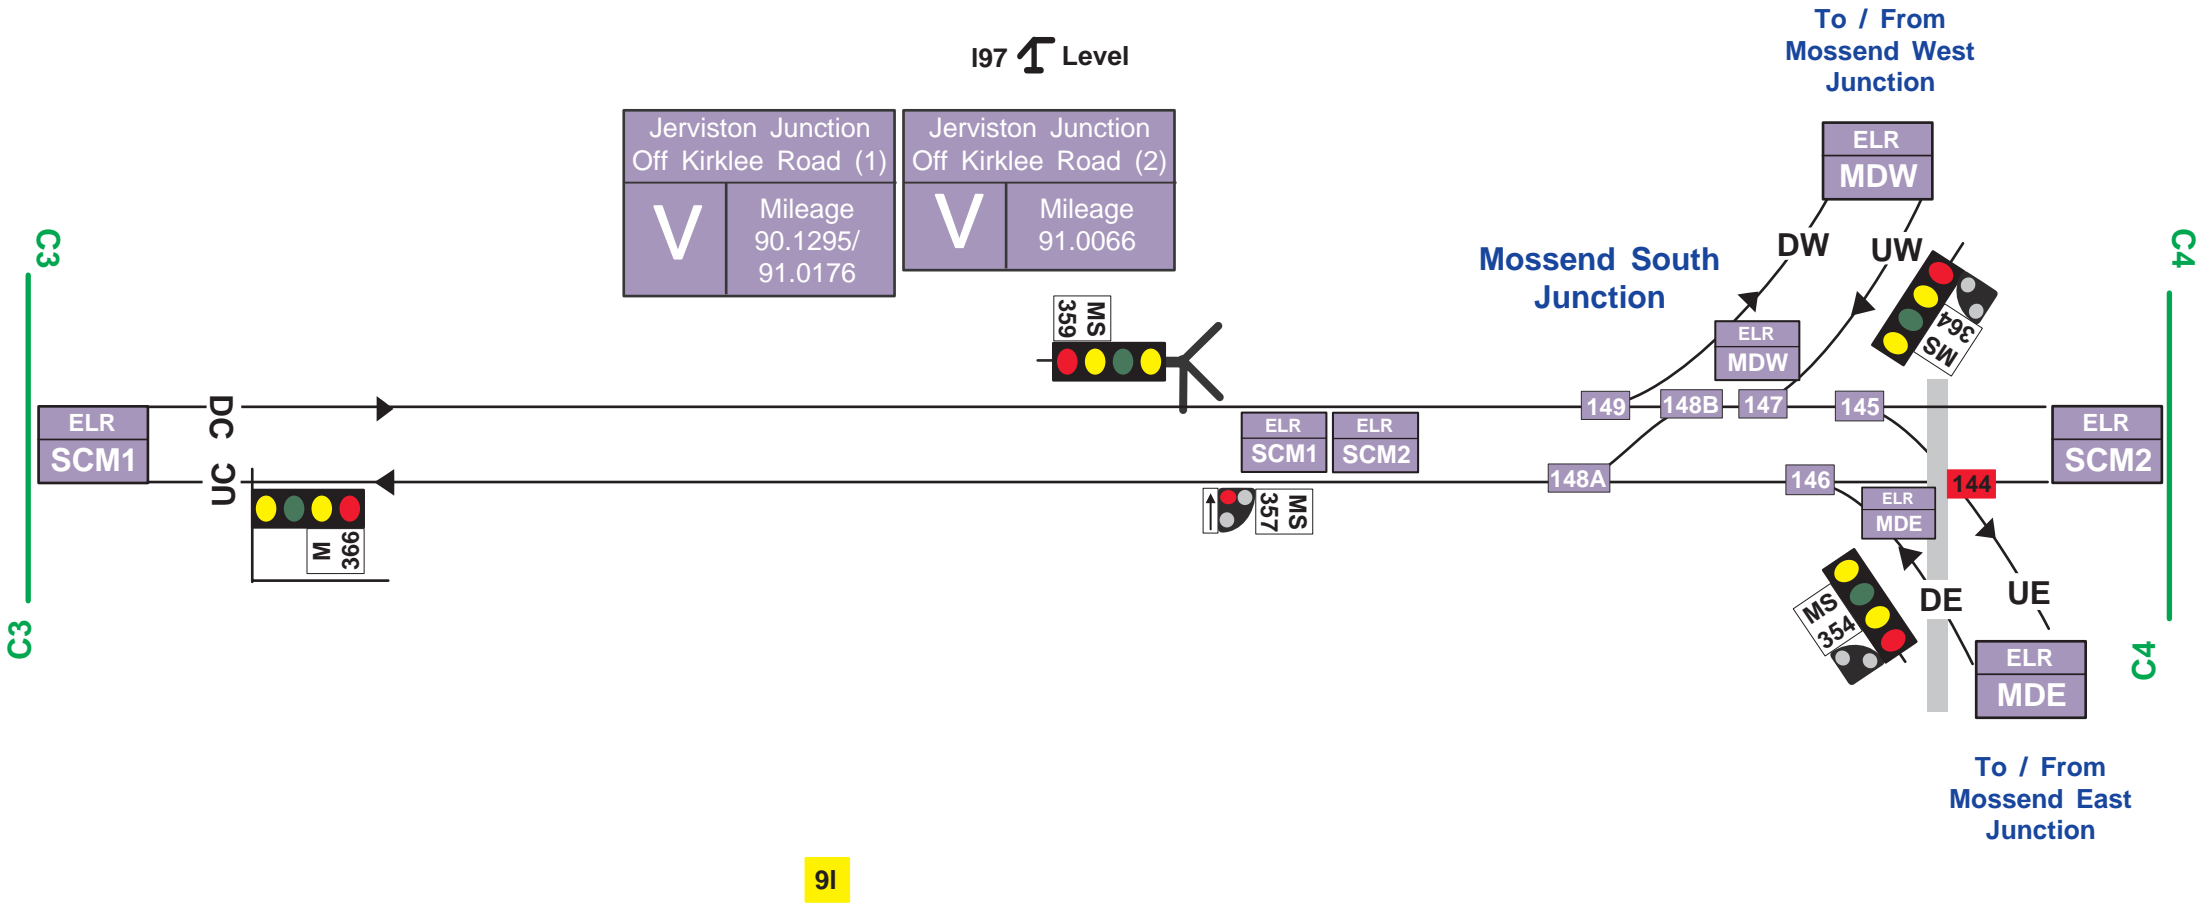 To / From
Mossend West
Junction
I97 Level
Jerviston Junction
Off Kirklee Road (1)
V
Mileage
90.1295/
91.0176
Jerviston Junction
Off Kirklee Road (2)
V
Mileage
91.0066
ELR
MDW
C3
C4
DW
UW
Mossend South
Junction
MS
359
MS
364
ELR
MDW
ELR
SCM1
DC
149
148B
147
145
ELR
SCM1
ELR
SCM2
ELR
SCM2
UC
148A
146
144
M
366
MS
357
ELR
MDE
MS
354
DE
UE
C3
C4
ELR
MDE
To / From
Mossend East
Junction
9I